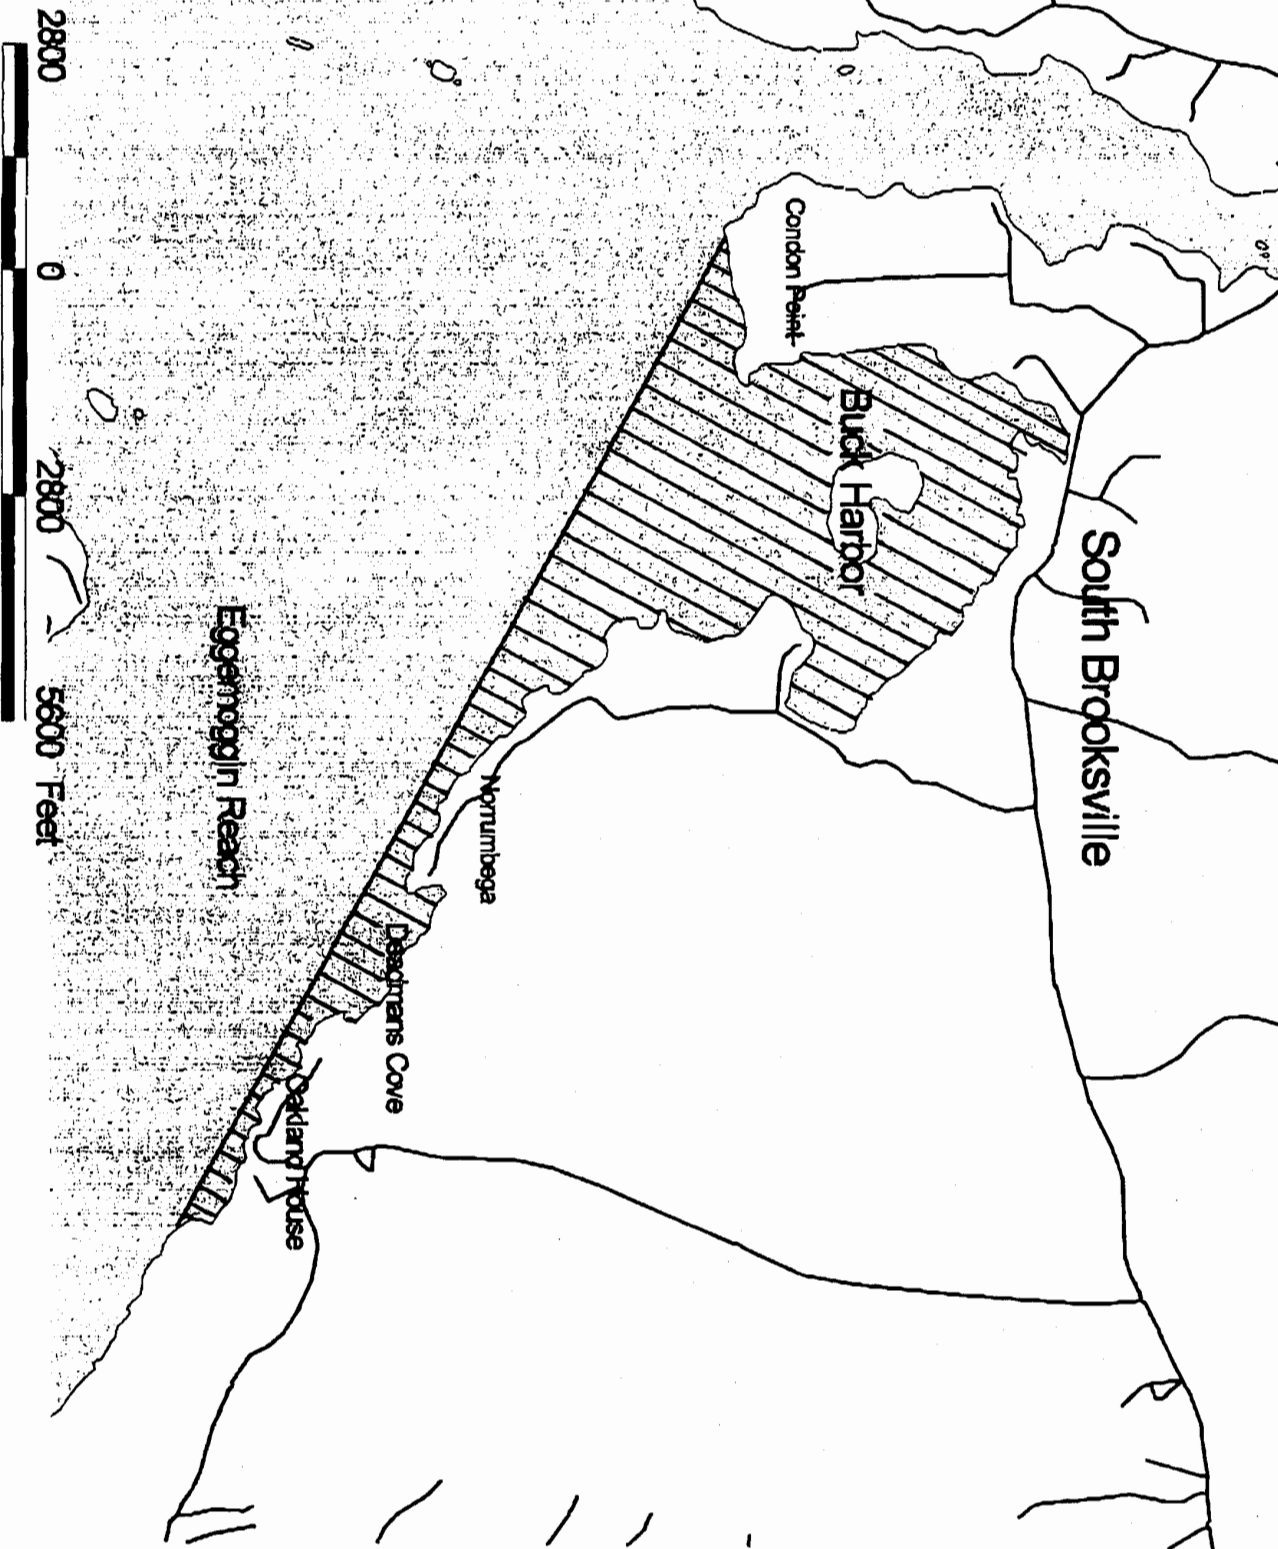 South Brooksville
Condon Point
Buck Harbor
Norumbega
Deadmans Cove
Oakland House
Eggemoggin Reach
2800 0 2800 5600 Feet